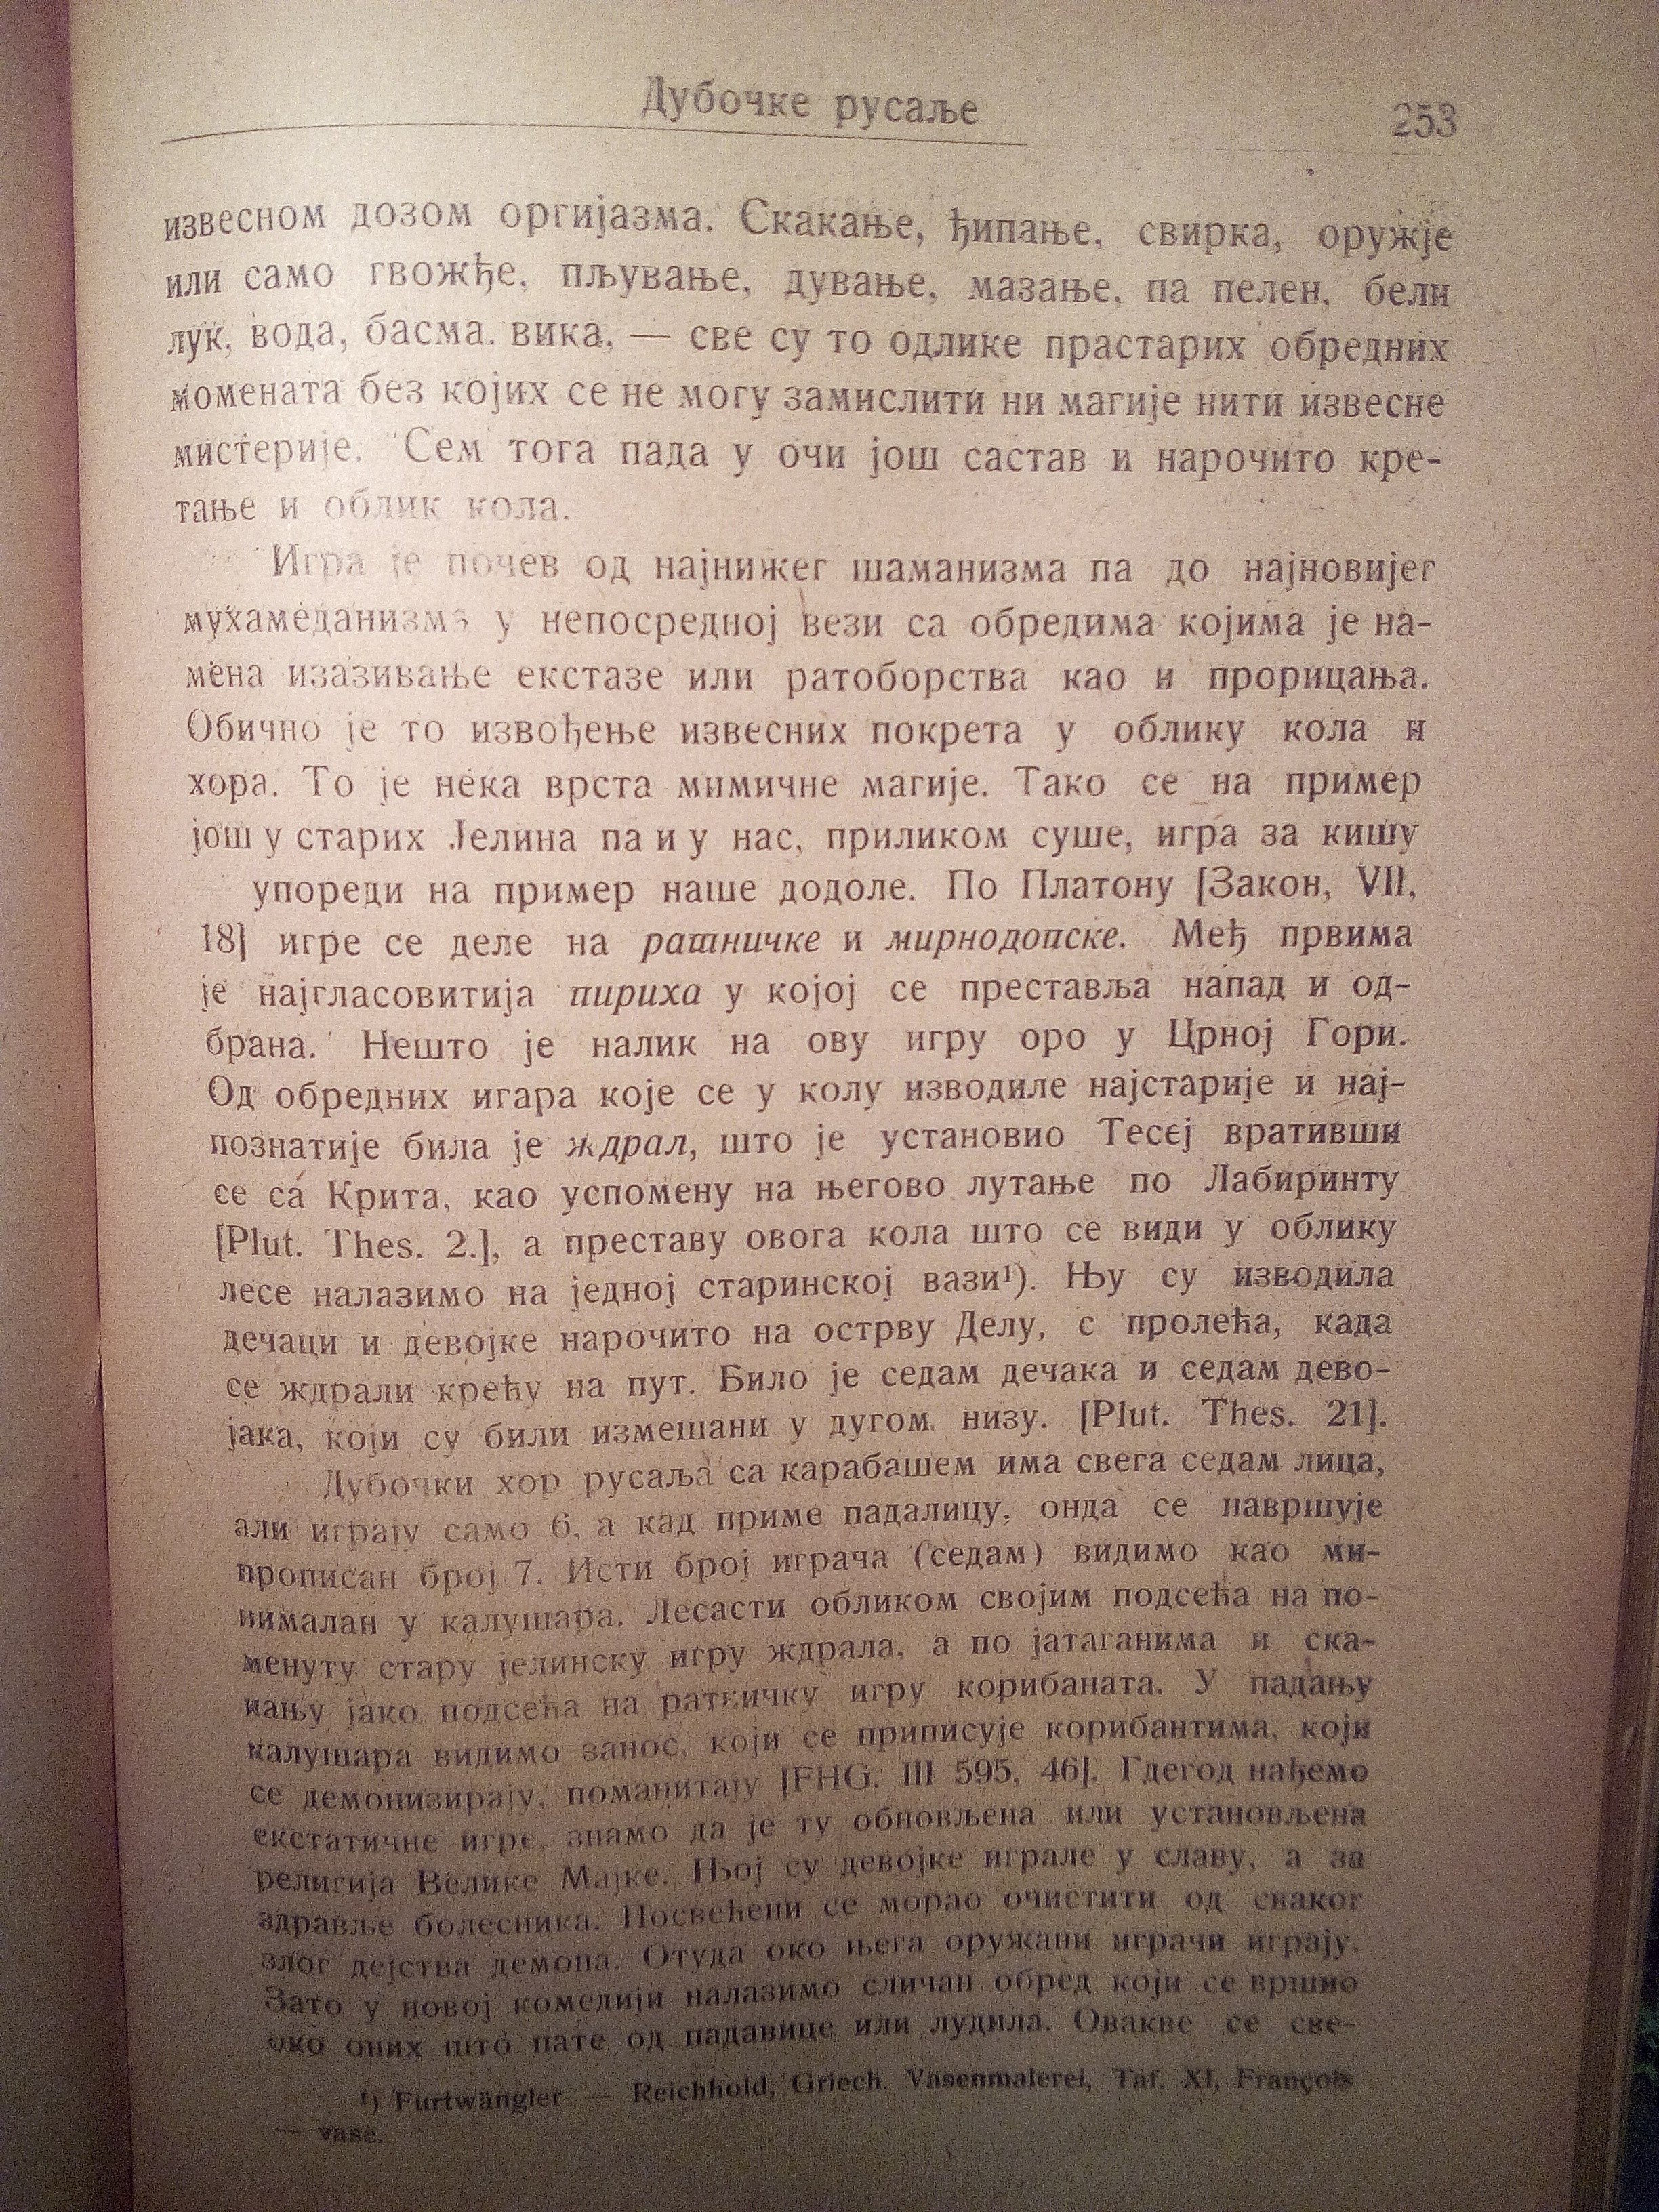 Дубочке русаље 253
извесном дозом оргијазма. Скакање, ђипање, свирка, оружје
или само гвожђе, пљување, дување, мазање, па пелен, бели
лук, вода, басма. вика, — све су то одлике прастарих обредних
момената без којих се не могу замислити ни магије нити извесне
мистерије. Сем тога пада у очи још састав и нарочито кре-
тање и облик кола.
Игра је почев од најнижег шаманизма па до најновијег
мухамеданизма у непосредној вези са обредима којима је на-
мена изазивање екстазе или ратоборства као и прорицања.
Обично је то извођење извесних покрета у облику кола и
хора. То је нека врста мимичне магије. Тако се на пример
још у старих Јелина па и у нас, приликом суше, игра за кишу
— упореди на пример наше додоле. По Платону [Закон, VII,
18] игре се деле на ратничке и мирнодопске. Међ првима
је најгласовитија пириха у којој се преставља напад и од-
брана. Нешто је налик на ову игру оро у Црној Гори.
Од обредних игара које се у колу изводиле најстарије и нај-
познатије била је ждрал, што је установио Тесеј вративши
се са Крита, као успомену на његово лутање по Лабиринту
[Plut. Thes. 2.], а преставу овога кола што се види у облику
лесе налазимо на једној старинској вази¹). Њу су изводила
дечаци и девојке нарочито на острву Делу, с пролећа, када
се ждрали крећу на пут. Било је седам дечака и седам дево-
јака, који су били измешани у дугом низу. [Plut. Thes. 21].
Дубочки хор русаља са карабашем има свега седам лица,
али играју само 6, а кад приме падалицу, онда се навршује
прописан број 7. Исти број играча (седам) видимо као ми-
нималан у калушара. Лесасти обликом својим подсећа на по-
менуту стару јелинску игру ждрала, а по јатаганима и ска-
кању јако подсећа на ратничку игру корибаната. У падању
калушара видимо занос, који се приписује корибантима, који
се демонизирају, поманитају [FHG. III 595, 46]. Гдегод нађемо
екстатичне игре, знамо да је ту обновљена или установљена
религија Велике Мајке. Њој су девојке играле у славу, а за
здравље болесника. Посвећени се морао очистити од сваког
злог дејства демона. Отуда око њега оружани играчи играју.
Зато у новој комедији налазимо сличан обред који се вршио
око оних што пате од падавице или лудила. Овакве се све-
¹) Furtwängler — Reichhold, Griech. Vasenmalerei, Taf. XI, François
— vase.